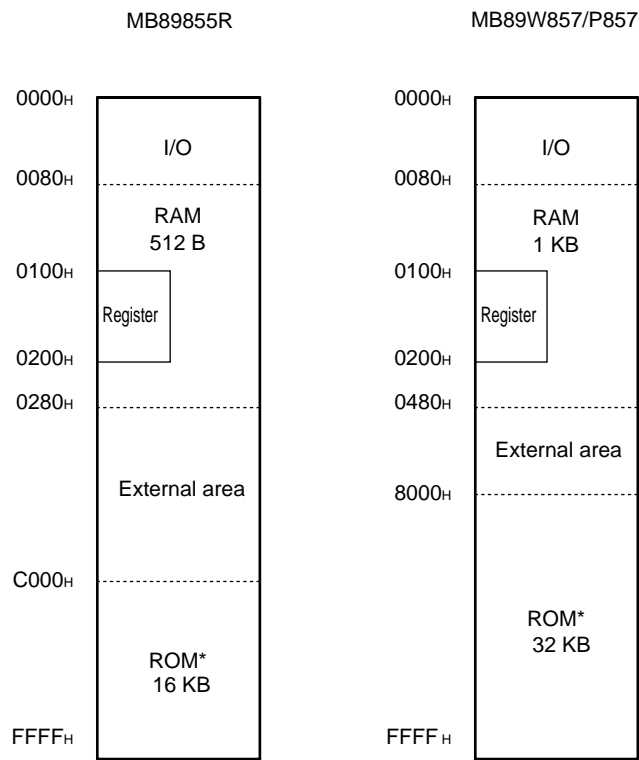 MB89855R
0000H
I/O
0080H
RAM
512 B
0100H
Register
0200H
0280H
External area
C000H
ROM*
16 KB
FFFFH
MB89W857/P857
0000H
I/O
0080H
RAM
1 KB
0100H
Register
0200H
0480H
External area
8000H
ROM*
32 KB
FFFFH